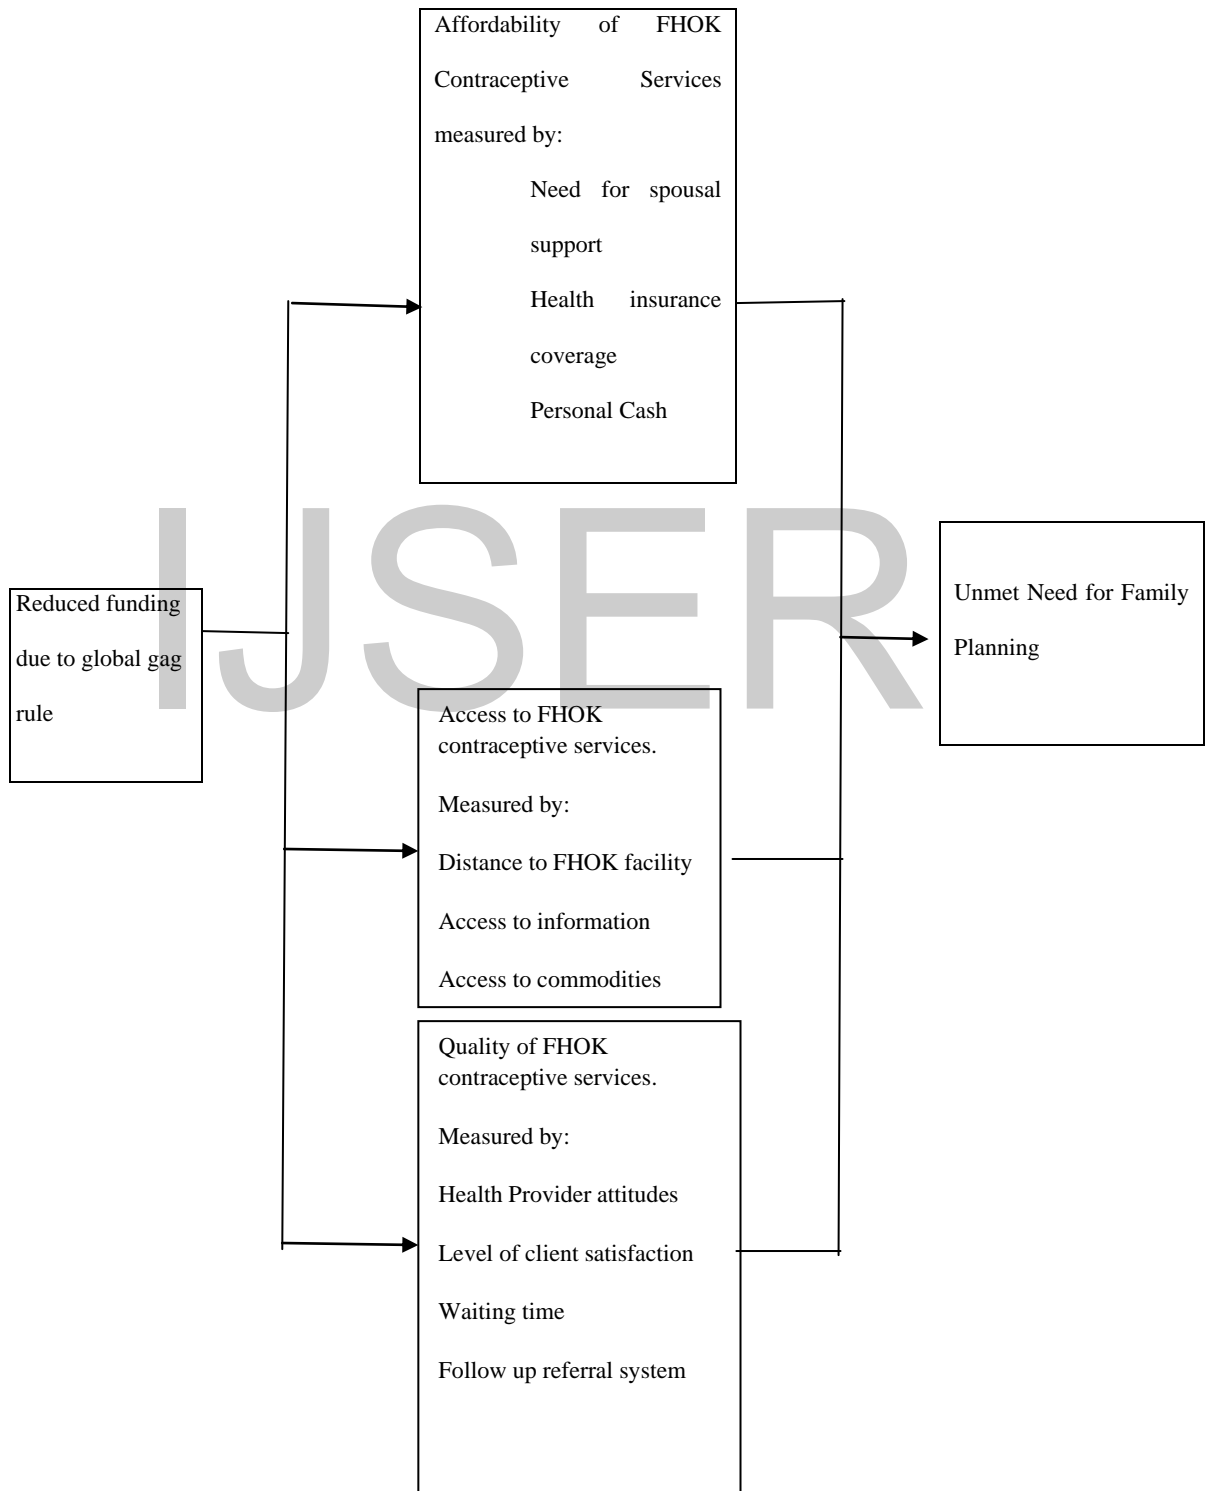 Affordability of FHOK
Contraceptive Services
measured by:
Need for spousal
support
Health insurance
coverage
Personal Cash
IJSER
Reduced funding
due to global gag
rule
Unmet Need for Family
Planning
Access to FHOK
contraceptive services.
Measured by:
Distance to FHOK facility
Access to information
Access to commodities
Quality of FHOK
contraceptive services.
Measured by:
Health Provider attitudes
Level of client satisfaction
Waiting time
Follow up referral system